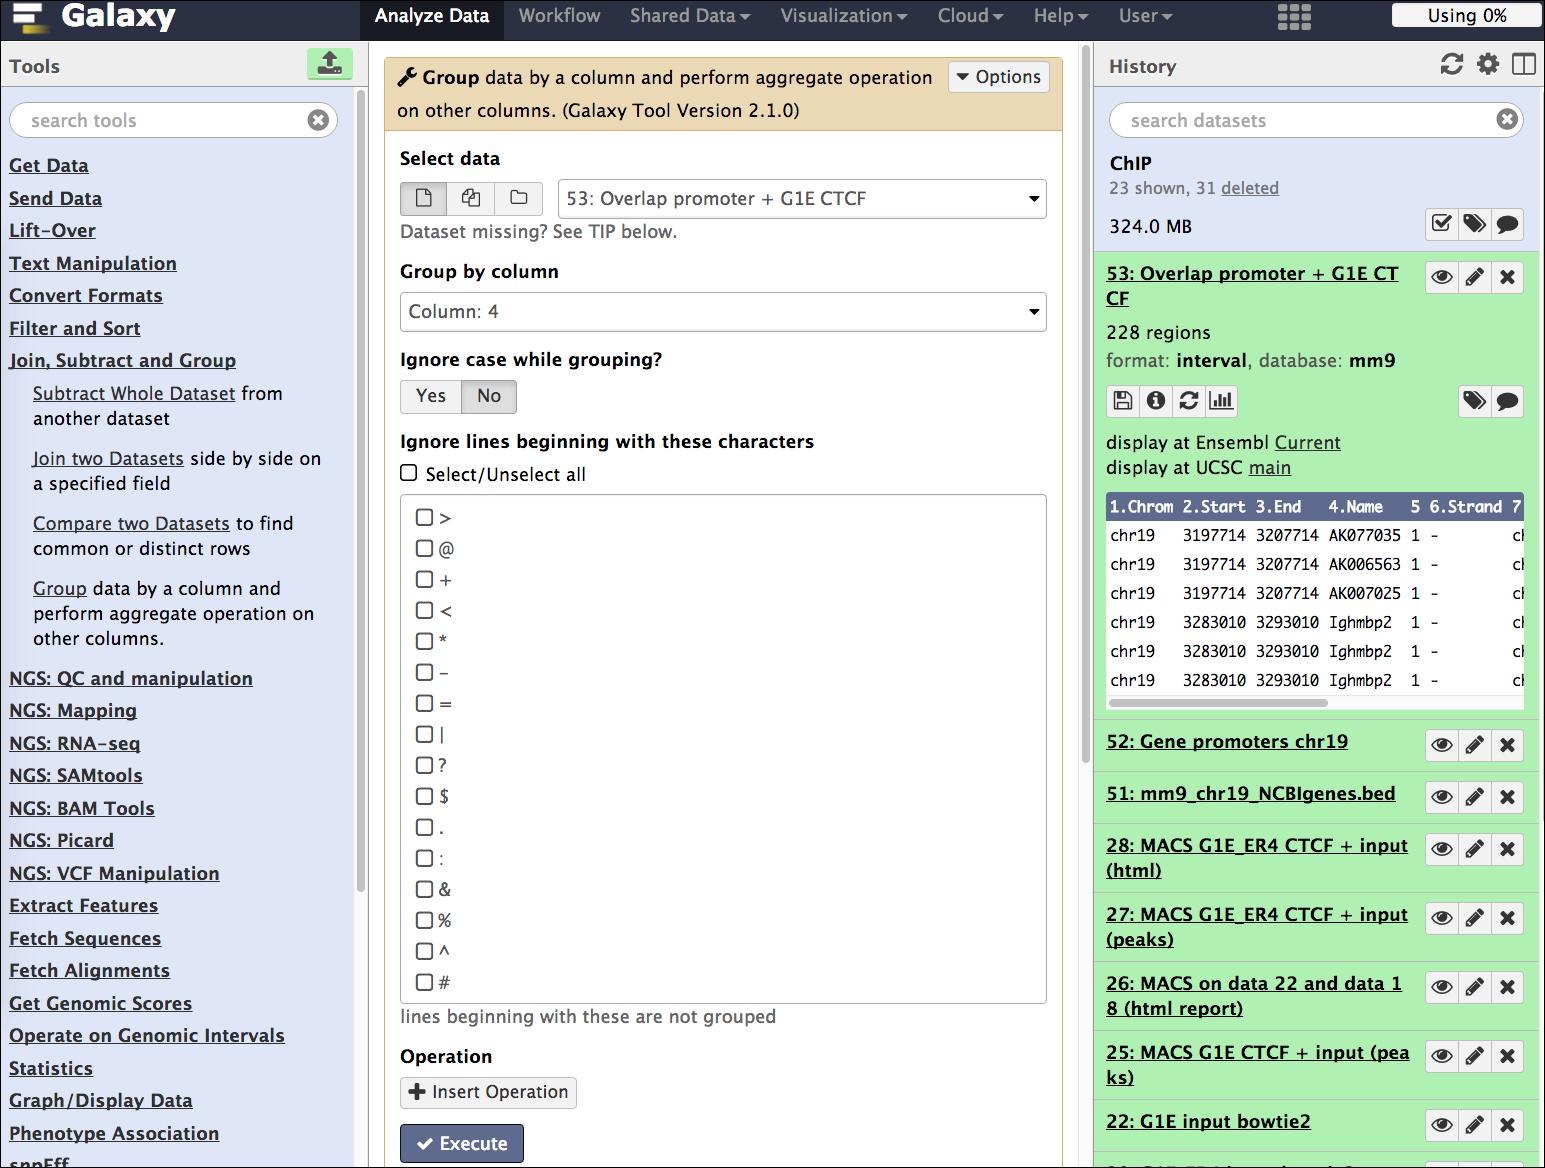 Galaxy
Analyze Data
Workflow
Shared Data
Visualization
Cloud
Help
User
Using 0%
Tools
search tools
Get Data
Send Data
Lift-Over
Text Manipulation
Convert Formats
Filter and Sort
Join, Subtract and Group
Subtract Whole Dataset from
another dataset
Join two Datasets side by side on
a specified field
Compare two Datasets to find
common or distinct rows
Group data by a column and
perform aggregate operation on
other columns.
NGS: QC and manipulation
NGS: Mapping
NGS: RNA-seq
NGS: SAMtools
NGS: BAM Tools
NGS: Picard
NGS: VCF Manipulation
Extract Features
Fetch Sequences
Fetch Alignments
Get Genomic Scores
Operate on Genomic Intervals
Statistics
Graph/Display Data
Phenotype Association
snpEff
Group data by a column and perform aggregate operation
on other columns. (Galaxy Tool Version 2.1.0)
Options
Select data
53: Overlap promoter + G1E CTCF
Dataset missing? See TIP below.
Group by column
Column: 4
Ignore case while grouping?
Yes No
Ignore lines beginning with these characters
Select/Unselect all
>
@
+
<
*
-
=
|
?
$
.
:
&
%
^
#
lines beginning with these are not grouped
Operation
Insert Operation
Execute
History
search datasets
ChIP
23 shown, 31 deleted
324.0 MB
53: Overlap promoter + G1E CT
CF
228 regions
format: interval, database: mm9
display at Ensembl Current
display at UCSC main
1.Chrom 2.Start 3.End 4.Name 5 6.Strand 7
chr19 3197714 3207714 AK077035 1 -
chr19 3197714 3207714 AK006563 1 -
chr19 3197714 3207714 AK007025 1 -
chr19 3283010 3293010 Ighmbp2 1 -
chr19 3283010 3293010 Ighmbp2 1 -
chr19 3283010 3293010 Ighmbp2 1 -
52: Gene promoters chr19
51: mm9_chr19_NCBIgenes.bed
28: MACS G1E_ER4 CTCF + input
(html)
27: MACS G1E_ER4 CTCF + input
(peaks)
26: MACS on data 22 and data 1
8 (html report)
25: MACS G1E CTCF + input (pea
ks)
22: G1E input bowtie2